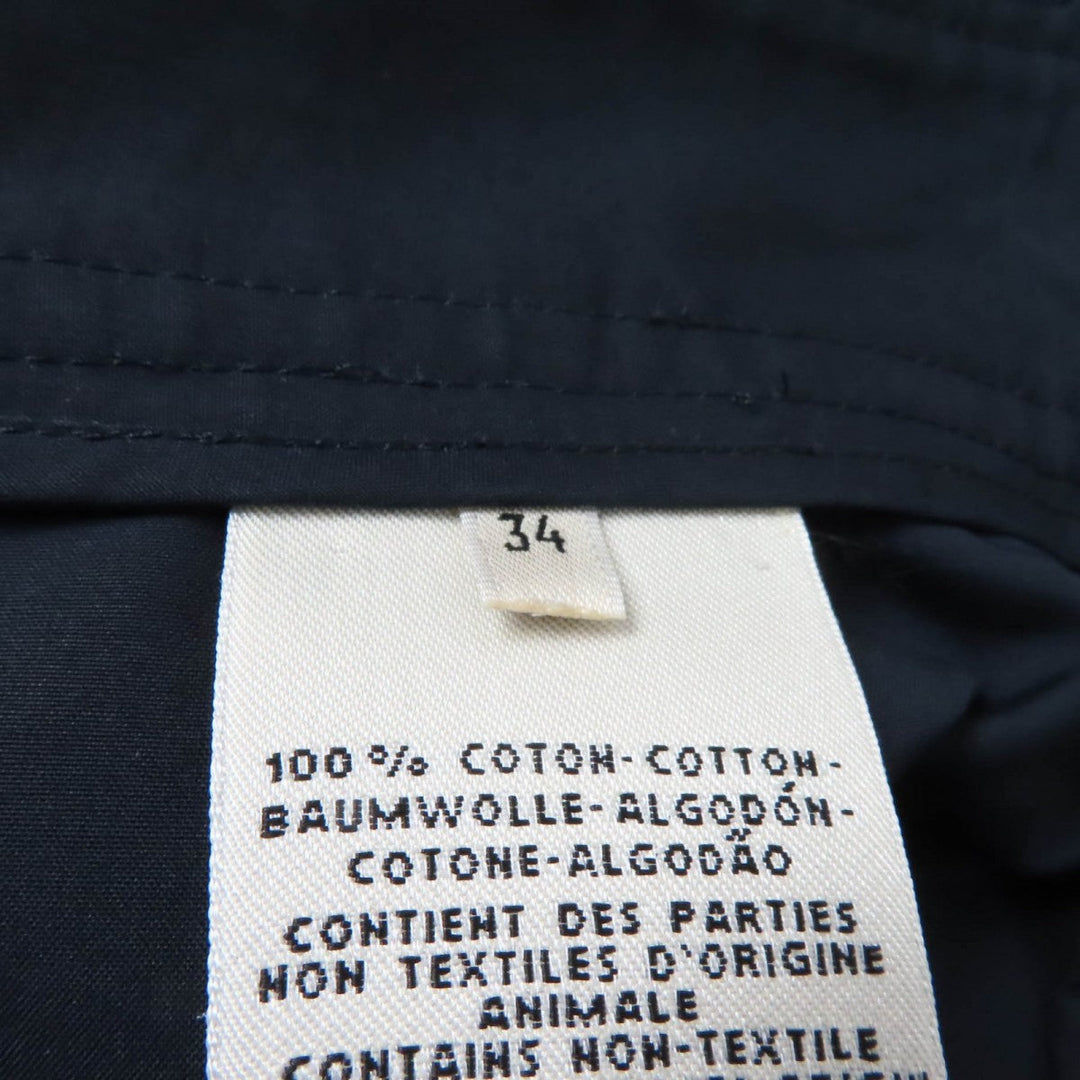 34
100% COTON-COTTON-
BAUMWOLLE-ALGODÓN-
COTONE-ALGODÃO
CONTIENT DES PARTIES
NON TEXTILES D'ORIGINE
ANIMALE
CONTAINS NON-TEXTILE